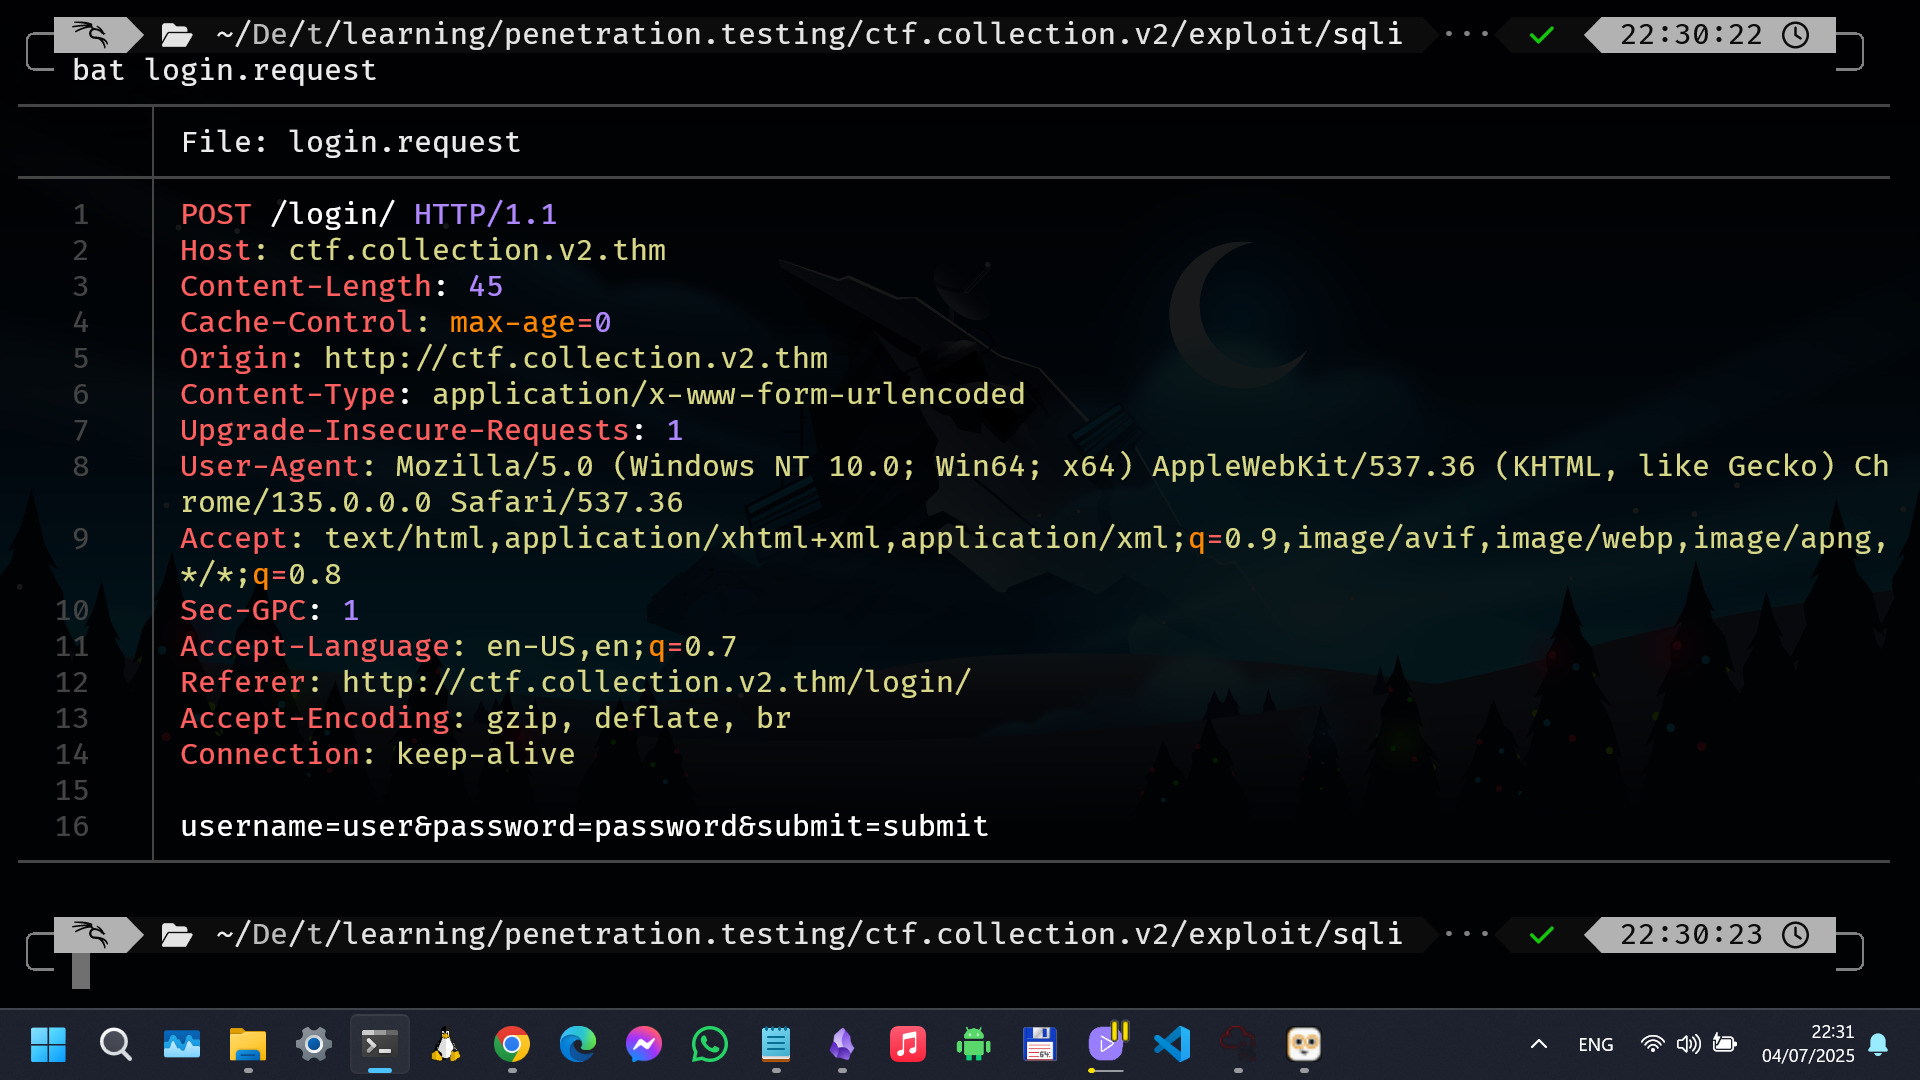 ~/De/t/learning/penetration.testing/ctf.collection.v2/exploit/sqli ··· ✓ 22:30:22
bat login.request
File: login.request
1 POST /login/ HTTP/1.1
2 Host: ctf.collection.v2.thm
3 Content-Length: 45
4 Cache-Control: max-age=0
5 Origin: http://ctf.collection.v2.thm
6 Content-Type: application/x-www-form-urlencoded
7 Upgrade-Insecure-Requests: 1
8 User-Agent: Mozilla/5.0 (Windows NT 10.0; Win64; x64) AppleWebKit/537.36 (KHTML, like Gecko) Ch
rome/135.0.0.0 Safari/537.36
9 Accept: text/html,application/xhtml+xml,application/xml;q=0.9,image/avif,image/webp,image/apng,
*/*;q=0.8
10 Sec-GPC: 1
11 Accept-Language: en-US,en;q=0.7
12 Referer: http://ctf.collection.v2.thm/login/
13 Accept-Encoding: gzip, deflate, br
14 Connection: keep-alive
15
16 username=user&password=password&submit=submit
~/De/t/learning/penetration.testing/ctf.collection.v2/exploit/sqli ··· ✓ 22:30:23
64
ENG
22:31
04/07/2025